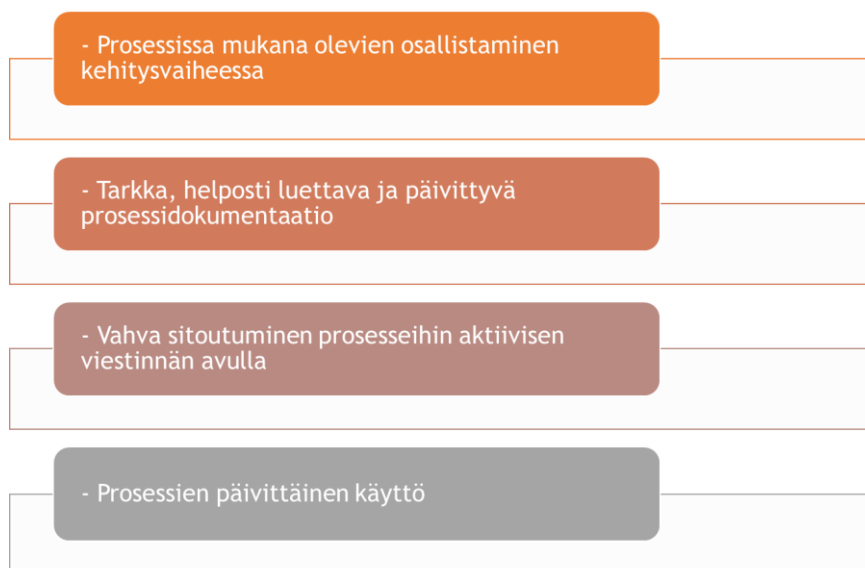 - Prosessissa mukana olevien osallistaminen
kehitysvaiheessa
- Tarkka, helposti luettava ja päivittyvä
prosessidokumentaatio
- Vahva sitoutuminen prosesseihin aktiivisen
viestinnän avulla
- Prosessien päivittäinen käyttö